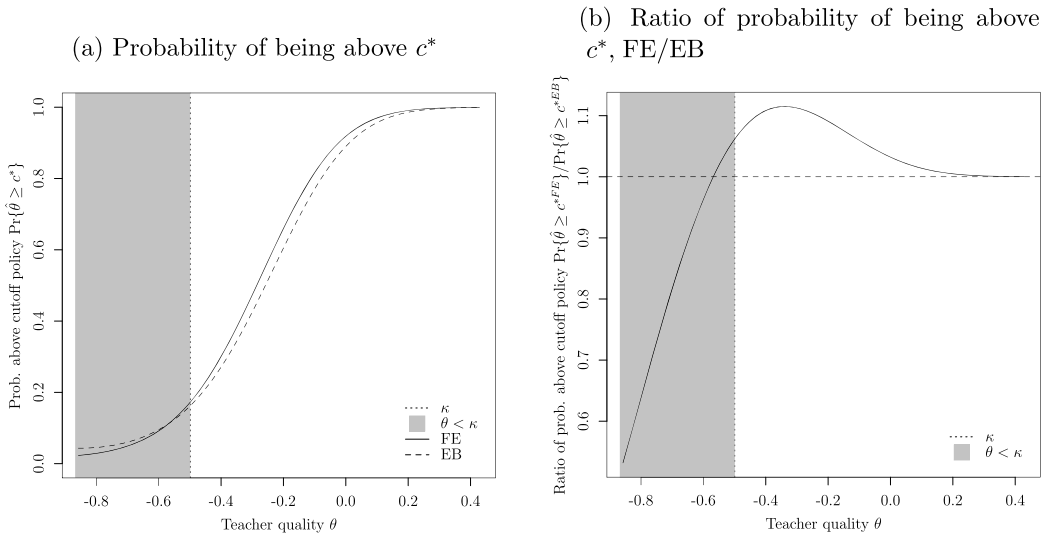 (a) Probability of being above c*
Prob. above cutoff policy Pr{θ̂ ≥ c*}
1.0
0.8
0.6
0.4
0.2
0.0
κ
θ < κ
FE
EB
-0.8 -0.6 -0.4 -0.2 0.0 0.2 0.4
Teacher quality θ
(b) Ratio of probability of being above
c*, FE/EB
Ratio of prob. above cutoff policy Pr{θ̂ ≥ c*ᶠᴱ}/Pr{θ̂ ≥ c*ᴱᴮ}
1.1
1.0
0.9
0.8
0.7
0.6
κ
θ < κ
-0.8 -0.6 -0.4 -0.2 0.0 0.2 0.4
Teacher quality θ